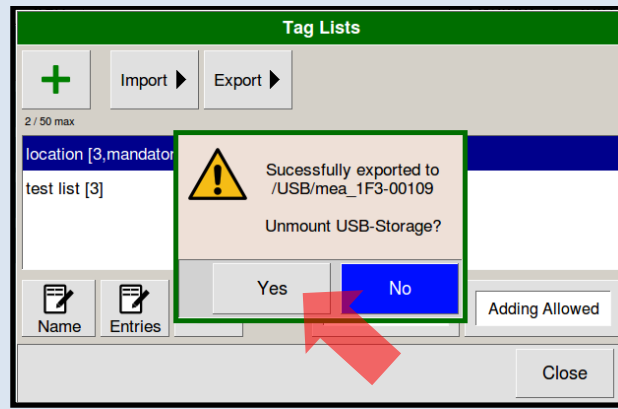 Tag Lists
Import
Export
2 / 50 max
location [3,mandator
test list [3]
Sucessfully exported to
/USB/mea_1F3-00109
Unmount USB-Storage?
Yes
No
Name
Entries
Adding Allowed
Close